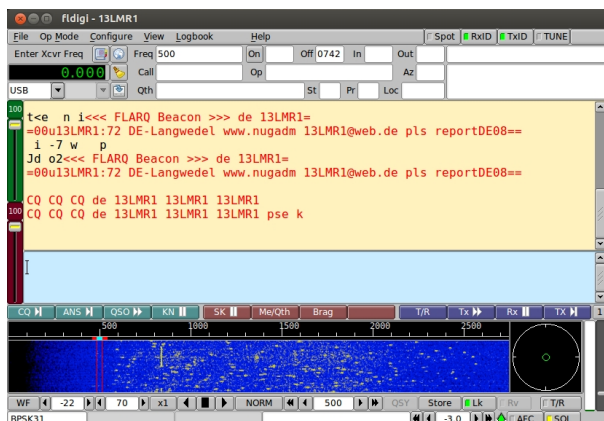 fldigi - 13LMR1
File Op Mode Configure View Logbook Help Spot RxID TxID TUNE
Enter Xcvr Freq Freq 500 On Off 0742 In Out
0.000 Call Op Az
USB Qth St Pr Loc
100
t<e n i<<< FLARQ Beacon >>> de 13LMR1=
=00u13LMR1:72 DE-Langwedel www.nugadm 13LMR1@web.de pls reportDE08==
i -7 w p
Jd o2<<< FLARQ Beacon >>> de 13LMR1=
=00u13LMR1:72 DE-Langwedel www.nugadm 13LMR1@web.de pls reportDE08==
CQ CQ CQ de 13LMR1 13LMR1 13LMR1
100
CQ CQ CQ de 13LMR1 13LMR1 13LMR1 pse k
CQ ANS QSO KN SK Me/Qth Brag T/R Tx Rx TX 1
500 1000 1500 2000 2500
WF -22 70 x1 NORM 500 QSY Store Lk Rv T/R
BPSK31 -3.0 AFC SQL